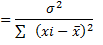 = σ² / ∑ (xi − x̄)²